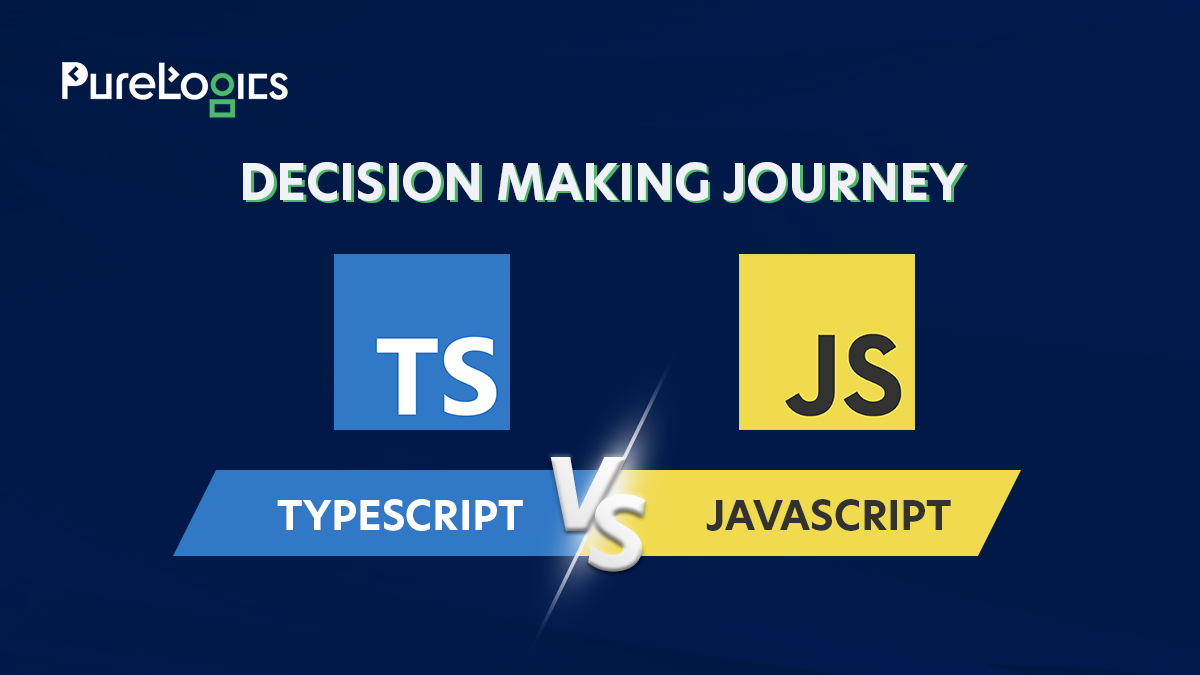 PureLogics
DECISION MAKING JOURNEY
TS
JS
TYPESCRIPT
VS
JAVASCRIPT